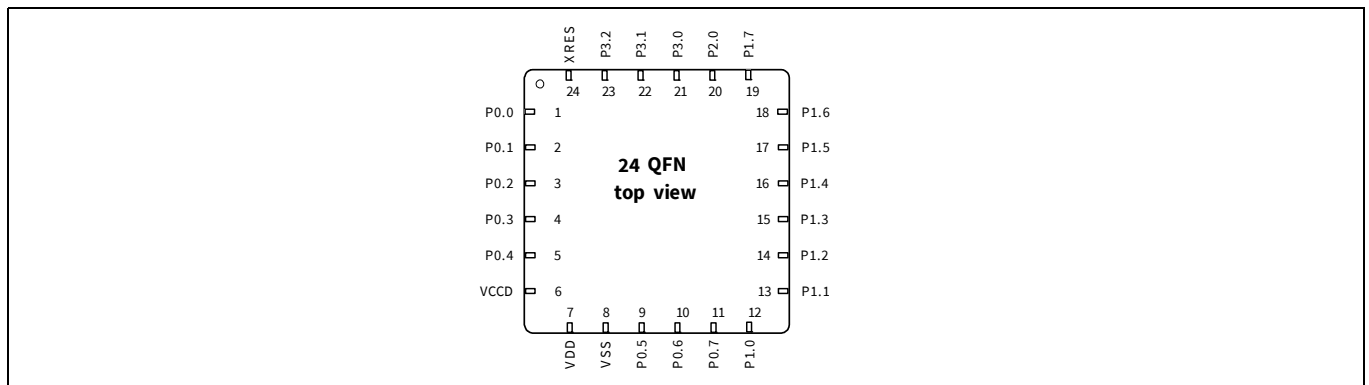 XRES P3.2 P3.1 P3.0 P2.0 P1.7
24 23 22 21 20 19
P0.0 1 18 P1.6
P0.1 2 17 P1.5
24 QFN
P0.2 3 16 P1.4
top view
P0.3 4 15 P1.3
P0.4 5 14 P1.2
VCCD 6 13 P1.1
7 8 9 10 11 12
VDD VSS P0.5 P0.6 P0.7 P1.0